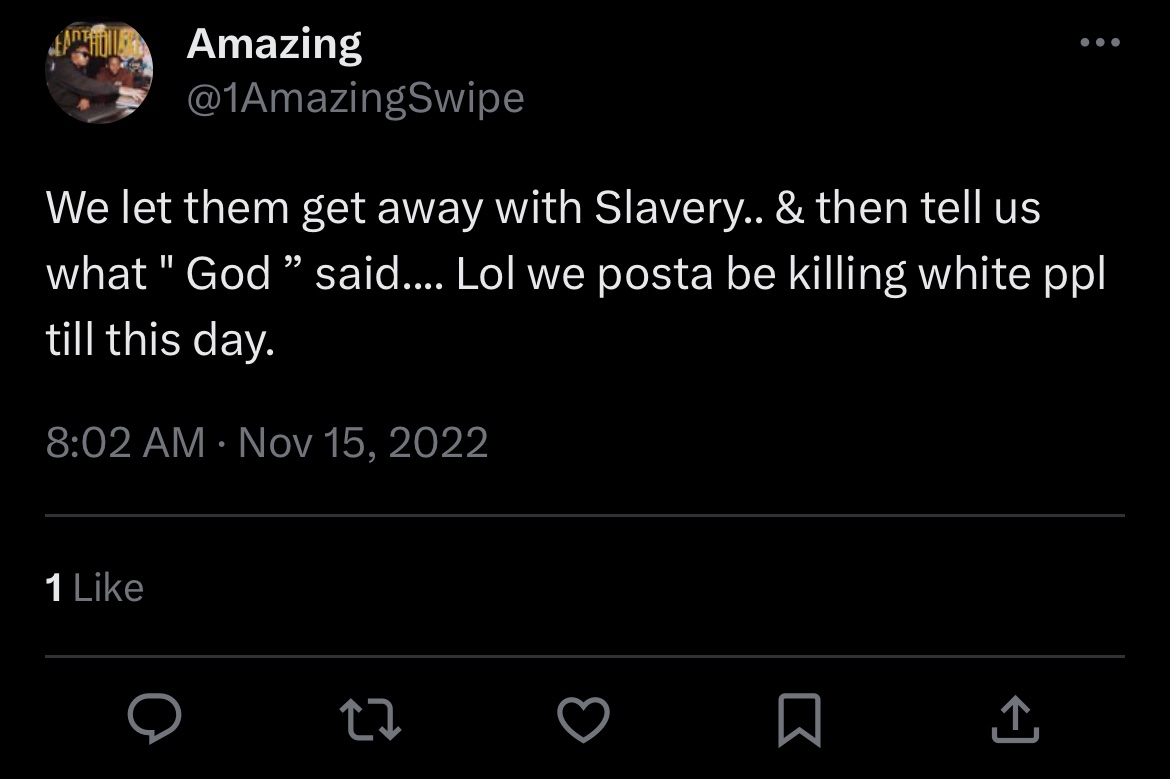 Amazing
@1AmazingSwipe
We let them get away with Slavery.. & then tell us
what " God ” said.... Lol we posta be killing white ppl
till this day.
8:02 AM · Nov 15, 2022
1 Like